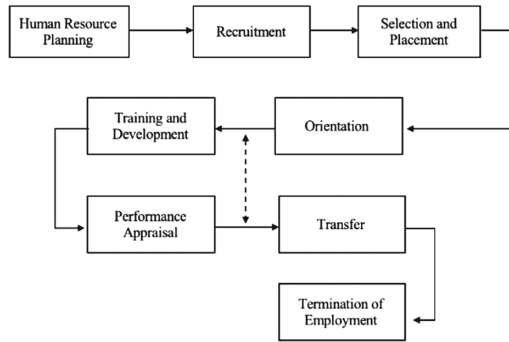 Human Resource
Planning
Recruitment
Selection and
Placement
Training and
Development
Orientation
Performance
Appraisal
Transfer
Termination of
Employment